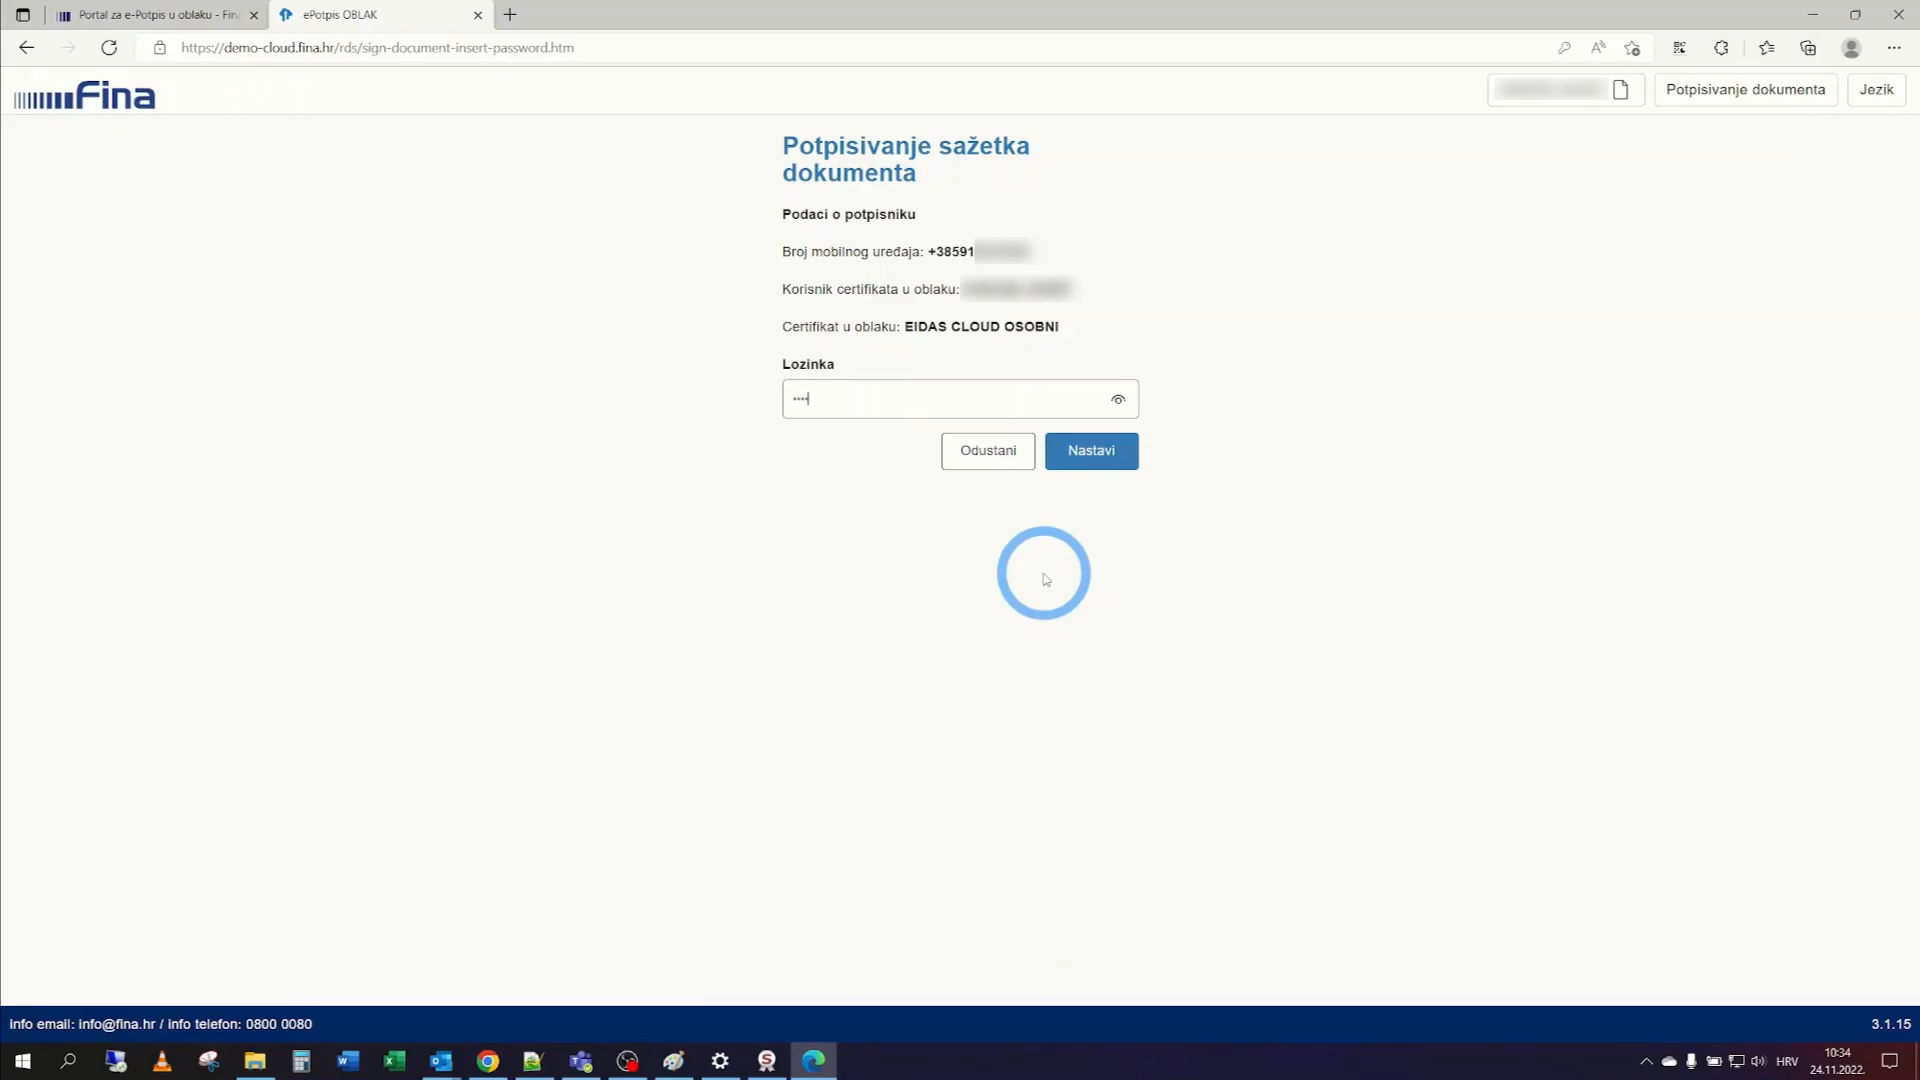 Portal za e-Potpis u oblaku - Fina
ePotpis OBLAK
https://demo-cloud.fina.hr/rds/sign-document-insert-password.htm
Fina
Potpisivanje dokumenta
Jezik
Potpisivanje sažetka
dokumenta
Podaci o potpisniku
Broj mobilnog uređaja: +38591
Korisnik certifikata u oblaku:
Certifikat u oblaku: EIDAS CLOUD OSOBNI
Lozinka
Odustani
Nastavi
info email: info@fina.hr / info telefon: 0800 0080
3.1.15
HRV
10:34
24.11.2022.